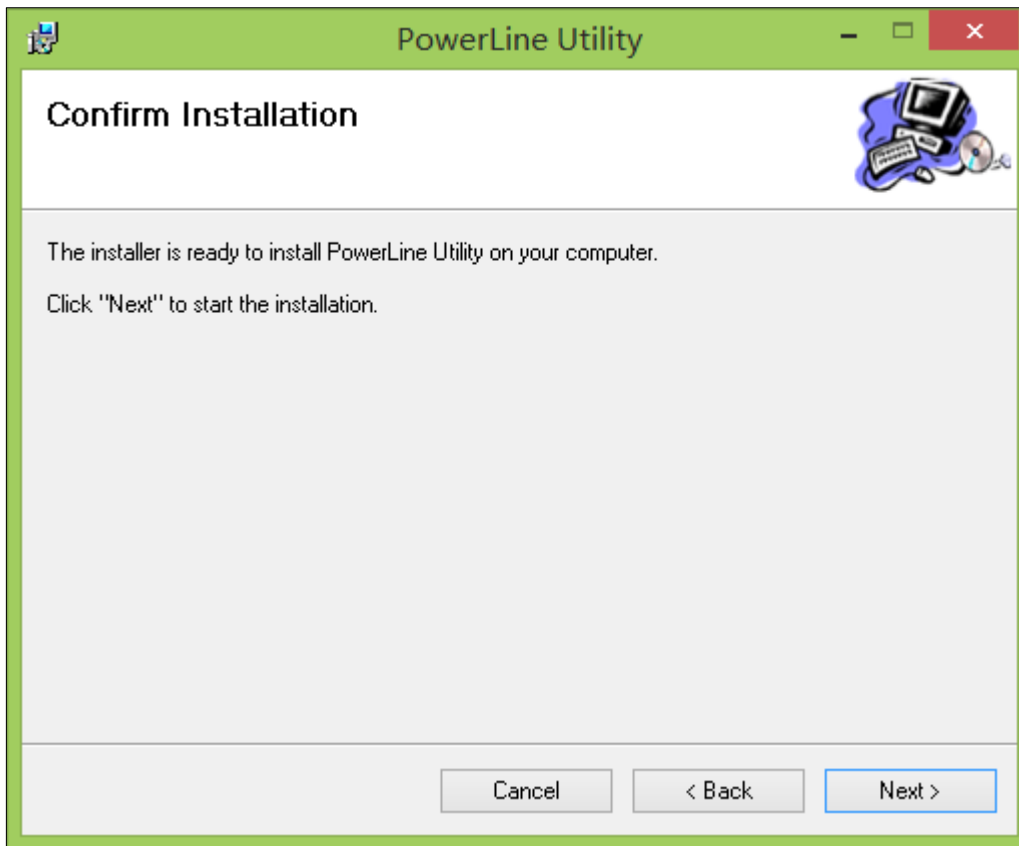 PowerLine Utility
Confirm Installation
The installer is ready to install PowerLine Utility on your computer.
Click "Next" to start the installation.
Cancel
< Back
Next >